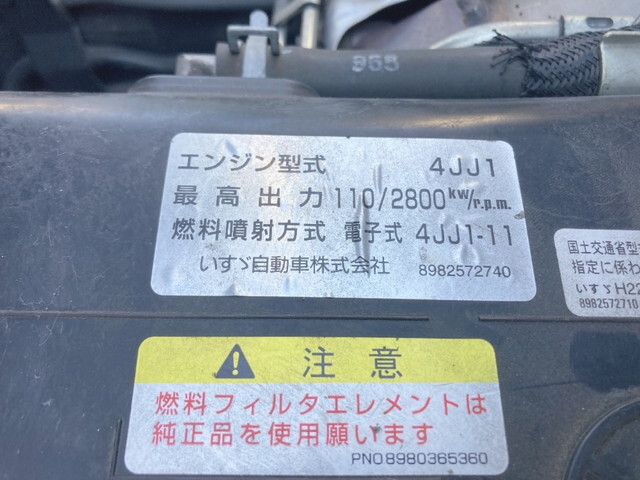 955
エンジン型式 4JJ1
最高出力 110/2800kw/r.p.m.
燃料噴射方式 電子式 4JJ1-11
いすゞ自動車株式会社 8982572740
国土交通省型
指定に係わ
いすゞH22
8982572710
注意
燃料フィルタエレメントは
純正品を使用願います
PNO8980365360